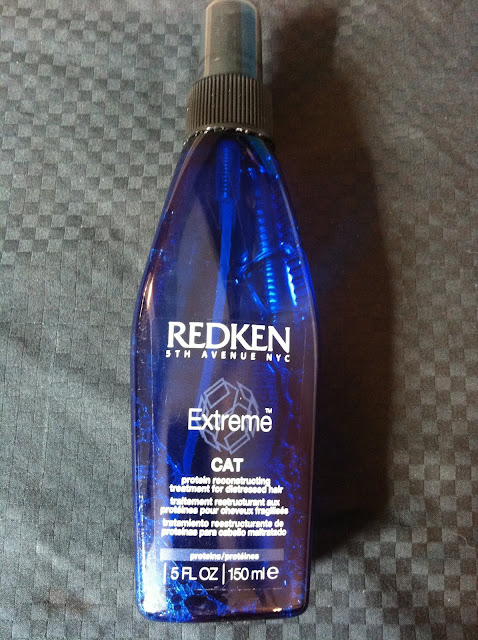 REDKEN
5TH AVENUE NYC
Extreme™
CAT
protein reconstructing
treatment for distressed hair
traitement restructurant aux
protéines pour cheveux fragilisés
tratamiento reestructurante de
proteínas para cabello maltratado
proteins/protéines
5 FL OZ | 150 ml e